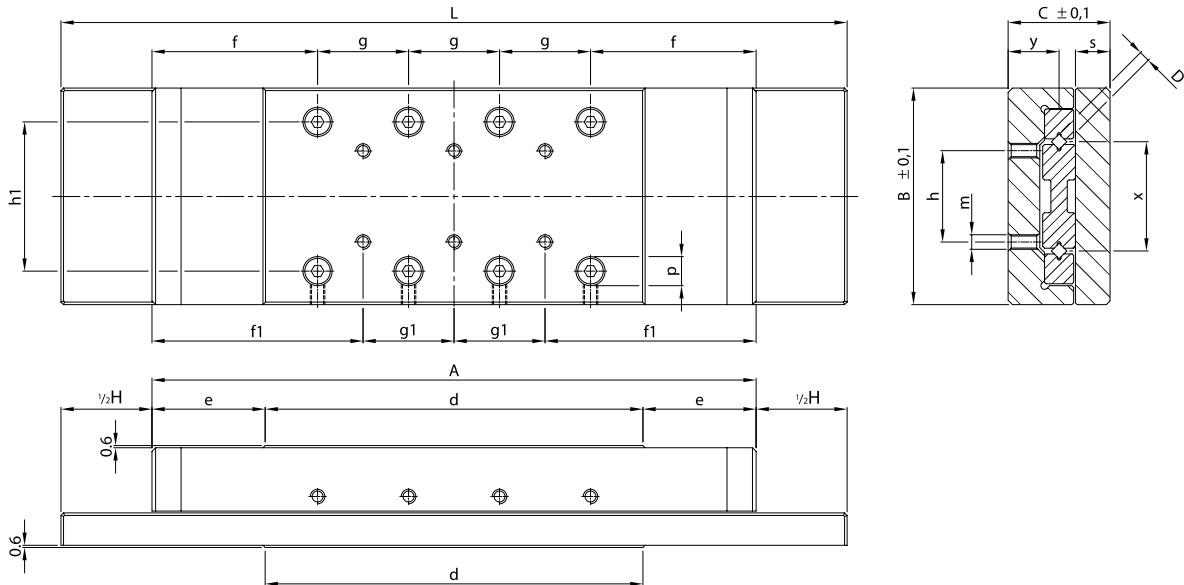 L
C ± 0,1
f g g g f
y s
D
h1
B ± 0,1
h
m
x
p
f1 g1 g1 f1
A
1/2H e d e 1/2H
0.6
0.6
d